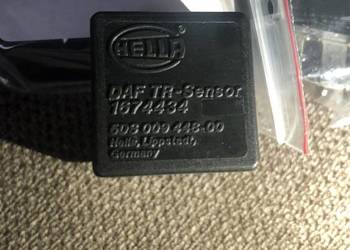 HELLA
DAF TR-Sensor
1674434
5DS 009 448-00
Hella, Lippstadt,
Germany